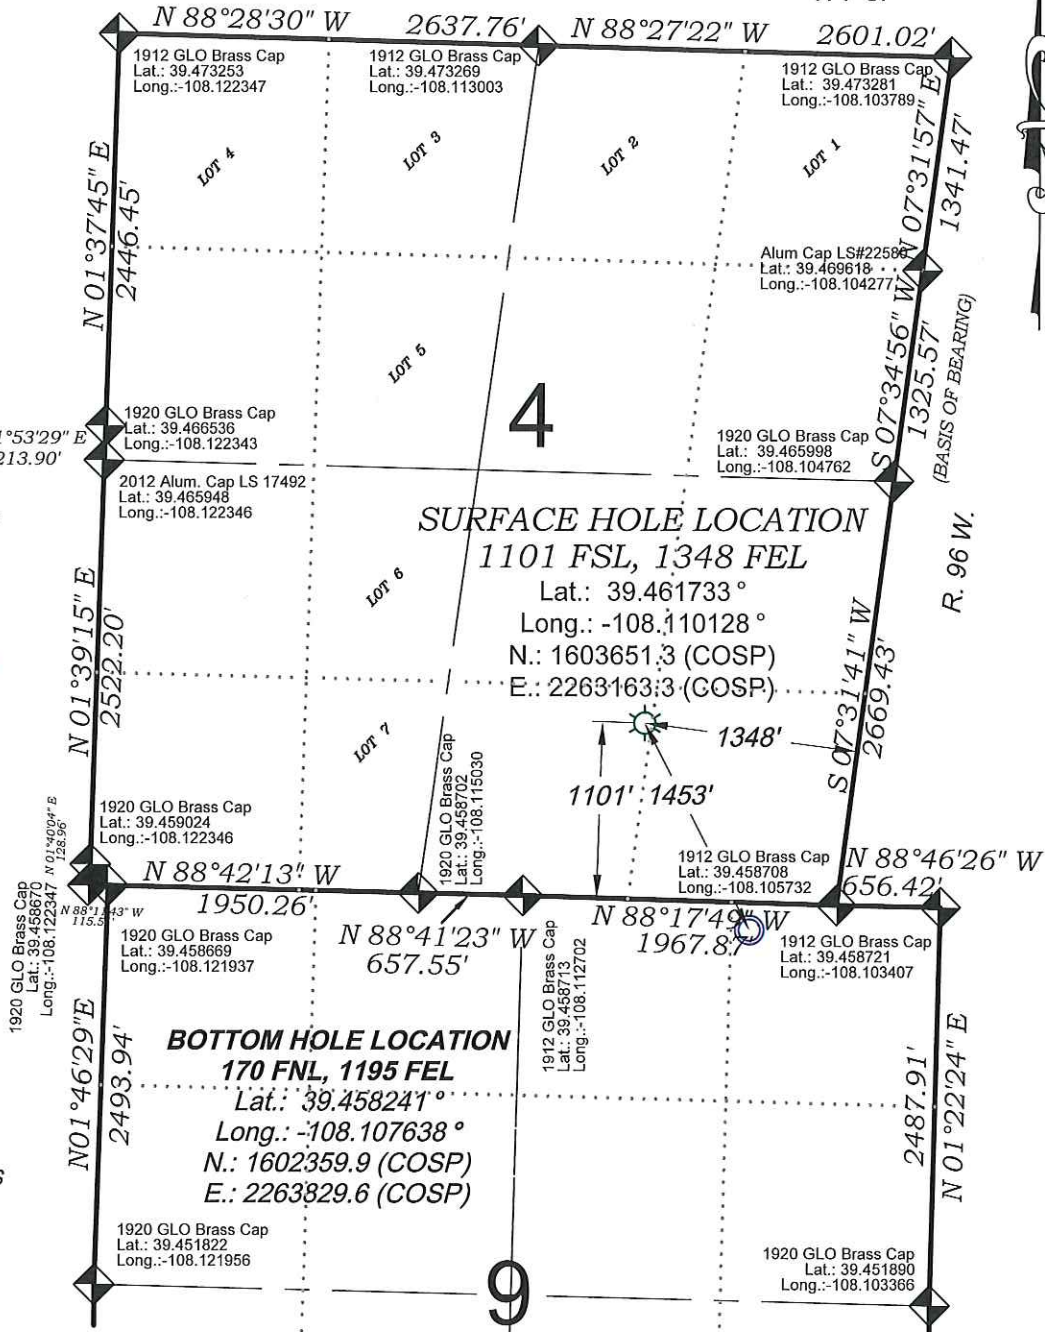 N 88°28'30" W
2637.76'
N 88°27'22" W
2601.02'
1912 GLO Brass Cap
Lat.: 39.473253
Long.:-108.122347
1912 GLO Brass Cap
Lat.: 39.473269
Long.:-108.113003
1912 GLO Brass Cap
Lat.: 39.473281
Long.:-108.103789
N 07°31'57" E
1341.47'
LOT 4
LOT 3
LOT 2
LOT 1
N 01°37'45" E
2446.45'
Alum Cap LS#22580
Lat.: 39.469618
Long.:-108.104277
S 07°34'56" W
1325.57'
(BASIS OF BEARING)
LOT 5
4
1920 GLO Brass Cap
Lat.: 39.466536
Long.:-108.122343
1°53'29" E
213.90'
1920 GLO Brass Cap
Lat.: 39.465998
Long.:-108.104762
2012 Alum. Cap LS 17492
Lat.: 39.465948
Long.:-108.122346
SURFACE HOLE LOCATION
1101 FSL, 1348 FEL
Lat.: 39.461733°
Long.: -108.110128°
N.: 1603651.3 (COSP)
E.: 2263163.3 (COSP)
R. 96 W.
LOT 6
N 01°39'15" E
2522.20'
S 07°31'41" W
2669.43'
LOT 7
1348'
1101'
1453'
1920 GLO Brass Cap
Lat.: 39.458702
Long.:-108.115030
1920 GLO Brass Cap
Lat.: 39.459024
Long.:-108.122346
N 01°40'04" E
128.96'
1912 GLO Brass Cap
Lat.: 39.458708
Long.:-108.105732
N 88°46'26" W
656.42'
N 88°42'13" W
1950.26'
N 88°11'43" W
115.5
1920 GLO Brass Cap
Lat.: 39.458670
Long.:-108.122347
N 88°41'23" W
657.55'
N 88°17'49" W
1967.87'
1920 GLO Brass Cap
Lat.: 39.458669
Long.:-108.121937
1912 GLO Brass Cap
Lat.: 39.458713
Long.:-108.112702
1912 GLO Brass Cap
Lat.: 39.458721
Long.:-108.103407
BOTTOM HOLE LOCATION
170 FNL, 1195 FEL
Lat.: 39.458241°
Long.: -108.107638°
N.: 1602359.9 (COSP)
E.: 2263829.6 (COSP)
N01°46'29"E
2493.94'
2487.91'
N 01°22'24" E
1920 GLO Brass Cap
Lat.: 39.451822
Long.:-108.121956
1920 GLO Brass Cap
Lat.: 39.451890
Long.:-108.103366
9